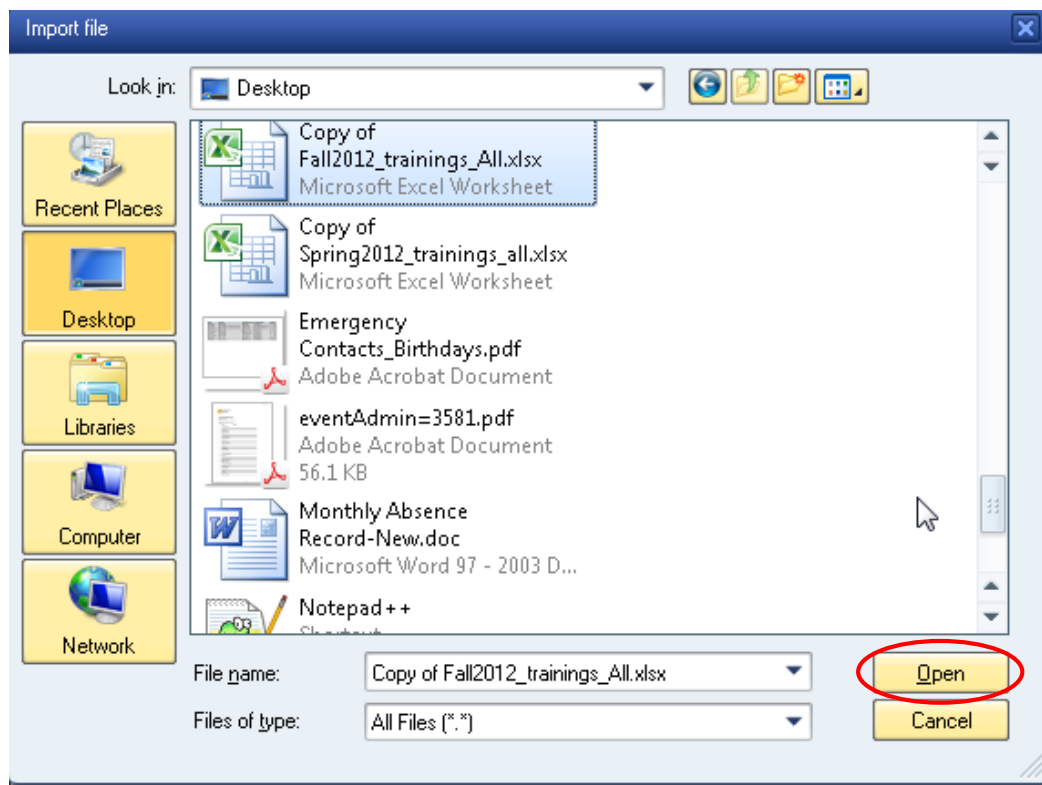 Import file
Look in:
Desktop
Recent Places
Desktop
Libraries
Computer
Network
Copy of
Fall2012_trainings_All.xlsx
Microsoft Excel Worksheet
Copy of
Spring2012_trainings_all.xlsx
Microsoft Excel Worksheet
Emergency
Contacts_Birthdays.pdf
Adobe Acrobat Document
eventAdmin=3581.pdf
Adobe Acrobat Document
56.1 KB
Monthly Absence
Record-New.doc
Microsoft Word 97 - 2003 D...
Notepad++
File name:
Copy of Fall2012_trainings_All.xlsx
Open
Files of type:
All Files (*.*)
Cancel